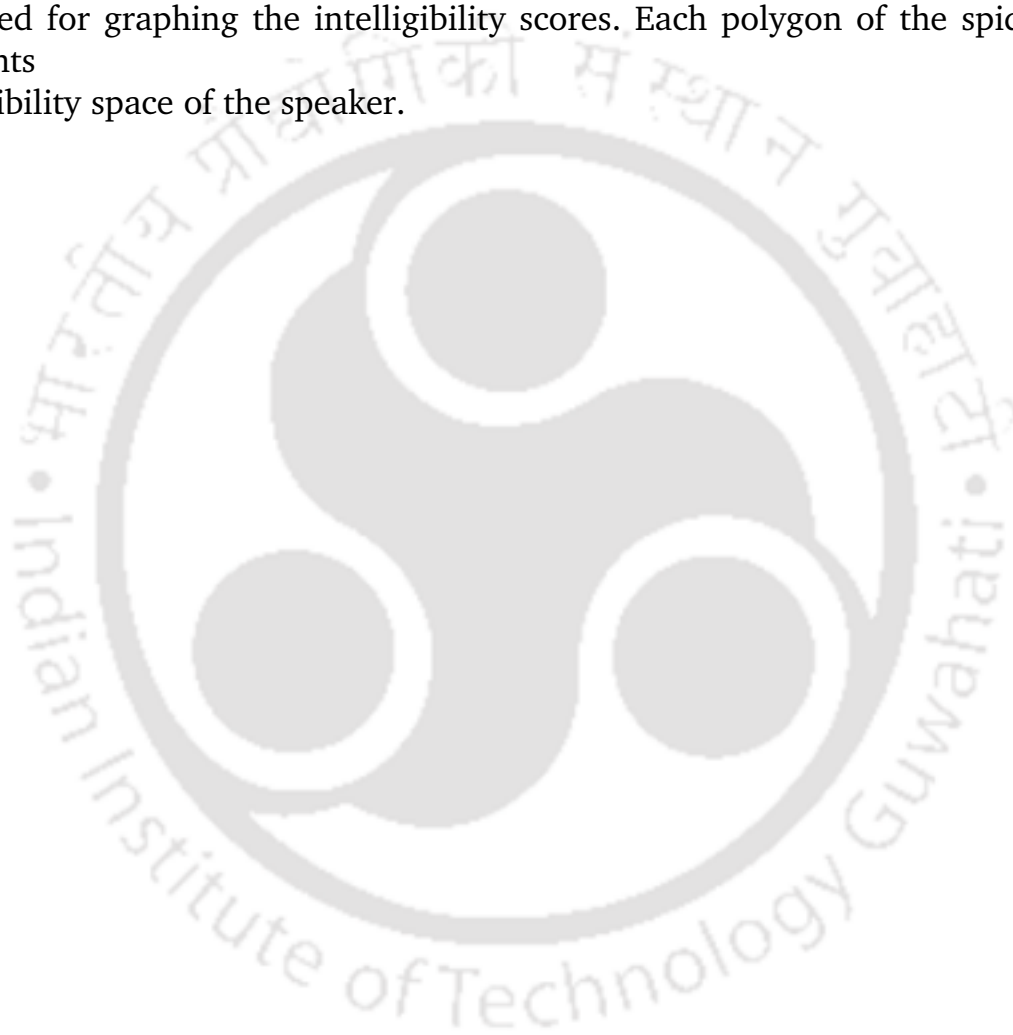 ed for graphing the intelligibility scores. Each polygon of the spic
nts
ibility space of the speaker.
भारतीय प्रौद्योगिकी संस्थान गुवाहाटी
Indian Institute of Technology Guwahati